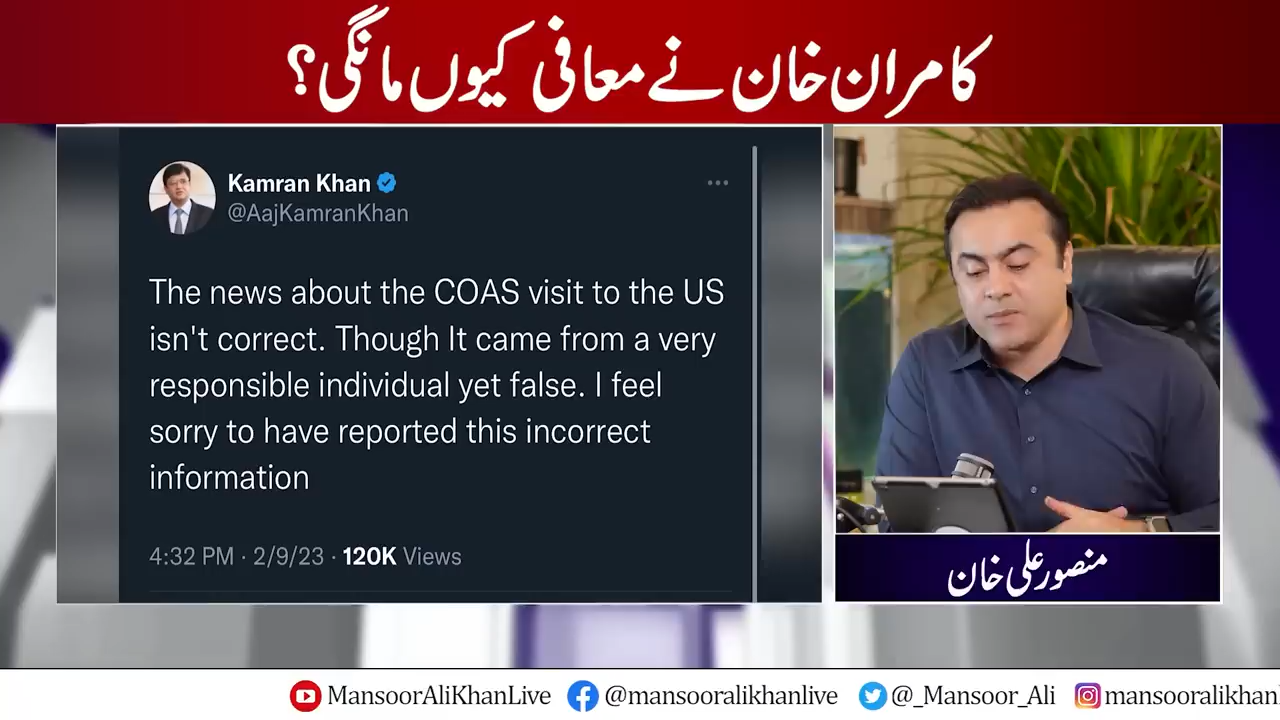 کامران خان نے معافی کیوں مانگی؟
Kamran Khan
@AajKamranKhan
The news about the COAS visit to the US
isn't correct. Though It came from a very
responsible individual yet false. I feel
sorry to have reported this incorrect
information
4:32 PM · 2/9/23 · 120K Views
منصور علی خان
MansoorAliKhanLive @mansooralikhanlive @_Mansoor_Ali mansooralikhanl